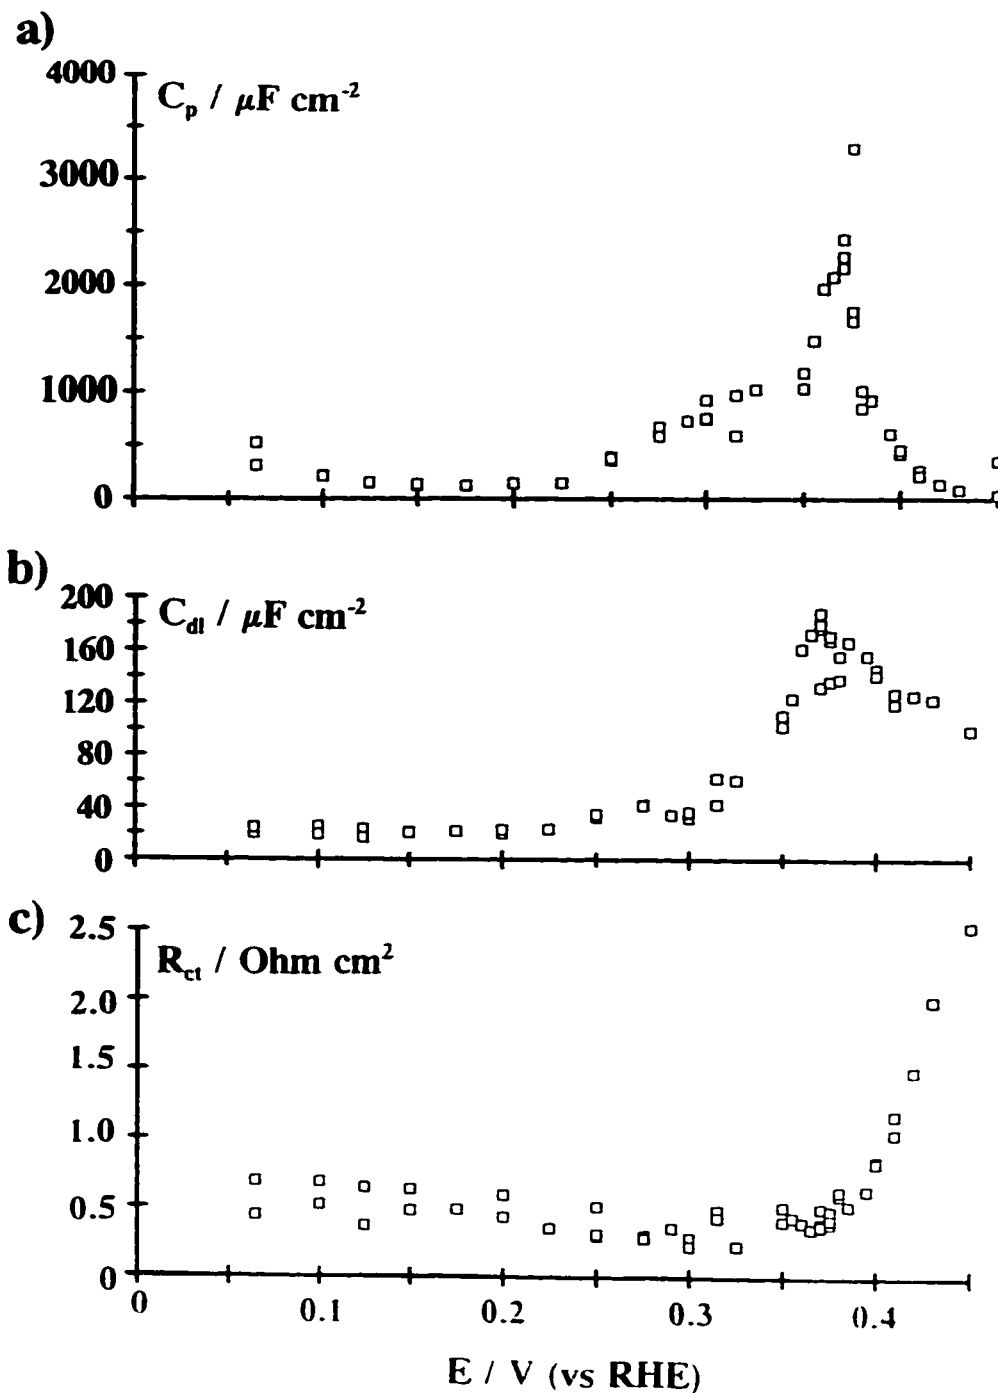 a)
4000
C_p / μF cm^-2
3000
2000
1000
0
b)
200
C_dl / μF cm^-2
160
120
80
40
0
c)
2.5
R_ct / Ohm cm^2
2.0
1.5
1.0
0.5
0
0 0.1 0.2 0.3 0.4
E / V (vs RHE)